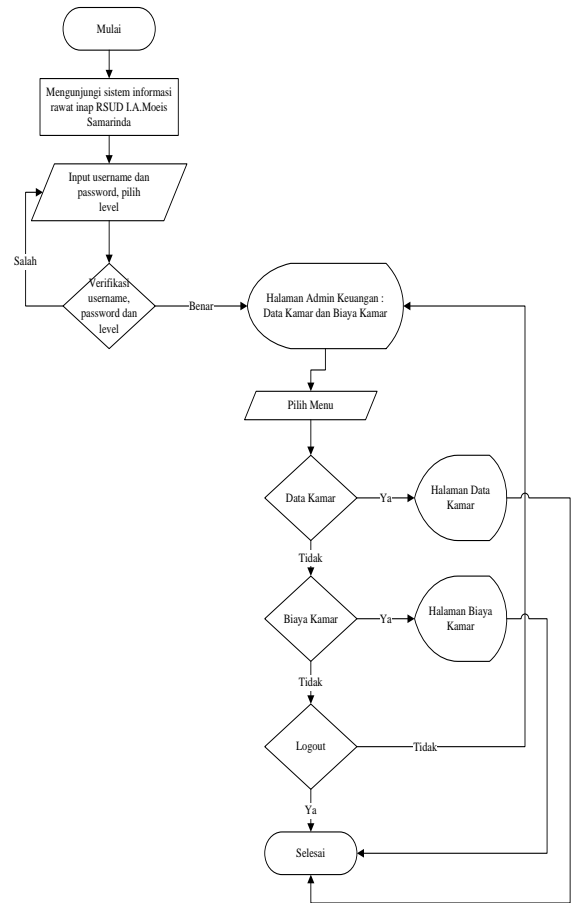 Mulai
Mengunjungi sistem informasi
rawat inap RSUD I.A.Moeis
Samarinda
Input username dan
password, pilih
level
Salah
Verifikasi
username,
password dan
level
Benar
Halaman Admin Keuangan :
Data Kamar dan Biaya Kamar
Pilih Menu
Data Kamar
Ya
Halaman Data
Kamar
Tidak
Biaya Kamar
Ya
Halaman Biaya
Kamar
Tidak
Logout
Tidak
Ya
Selesai